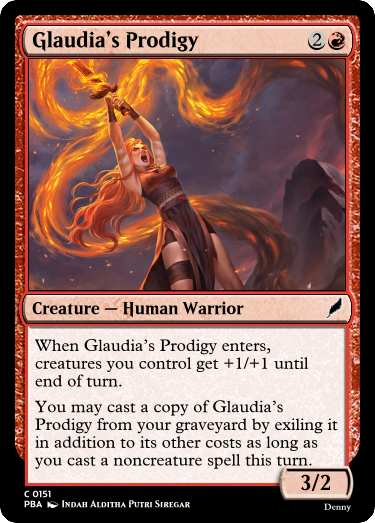 Glaudia's Prodigy 2
Creature — Human Warrior
When Glaudia's Prodigy enters,
creatures you control get +1/+1 until
end of turn.
You may cast a copy of Glaudia's
Prodigy from your graveyard by exiling it
in addition to its other costs as long as
you cast a noncreature spell this turn.
3/2
C 0151
PBA Indah Alditha Putri Siregar
Denny